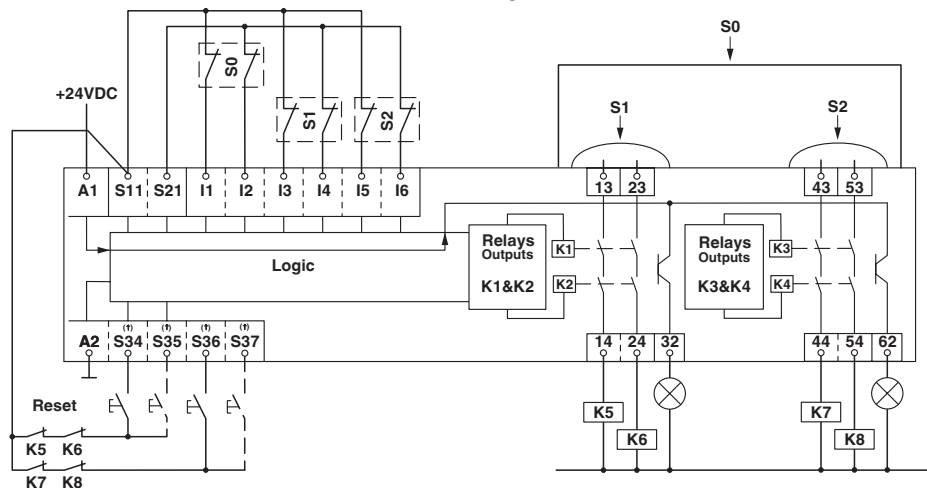 S0
+24VDC
S0
S1
S2
S1
S2
A1 S11 S21 I1 I2 I3 I4 I5 I6
13 23
43 53
Logic
Relays
Outputs
K1&K2
K1
K2
Relays
Outputs
K3&K4
K3
K4
(†) (†) (†) (†)
A2 S34 S35 S36 S37
14 24 32
44 54 62
Reset
K5 K6
K7 K8
K5
K6
K7
K8